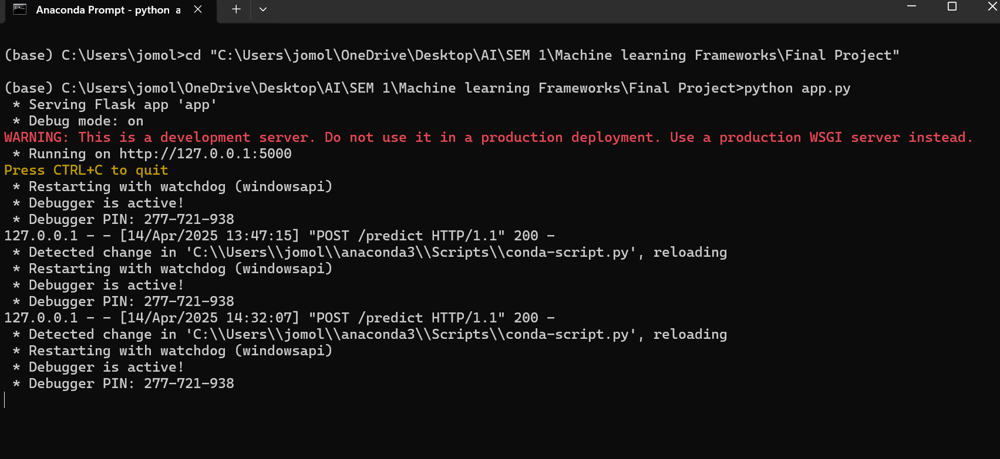 Anaconda Prompt - python a
(base) C:\Users\jomol>cd "C:\Users\jomol\OneDrive\Desktop\AI\SEM 1\Machine learning Frameworks\Final Project"
(base) C:\Users\jomol\OneDrive\Desktop\AI\SEM 1\Machine learning Frameworks\Final Project>python app.py
 * Serving Flask app 'app'
 * Debug mode: on
WARNING: This is a development server. Do not use it in a production deployment. Use a production WSGI server instead.
 * Running on http://127.0.0.1:5000
Press CTRL+C to quit
 * Restarting with watchdog (windowsapi)
 * Debugger is active!
 * Debugger PIN: 277-721-938
127.0.0.1 - - [14/Apr/2025 13:47:15] "POST /predict HTTP/1.1" 200 -
 * Detected change in 'C:\\Users\\jomol\\anaconda3\\Scripts\\conda-script.py', reloading
 * Restarting with watchdog (windowsapi)
 * Debugger is active!
 * Debugger PIN: 277-721-938
127.0.0.1 - - [14/Apr/2025 14:32:07] "POST /predict HTTP/1.1" 200 -
 * Detected change in 'C:\\Users\\jomol\\anaconda3\\Scripts\\conda-script.py', reloading
 * Restarting with watchdog (windowsapi)
 * Debugger is active!
 * Debugger PIN: 277-721-938